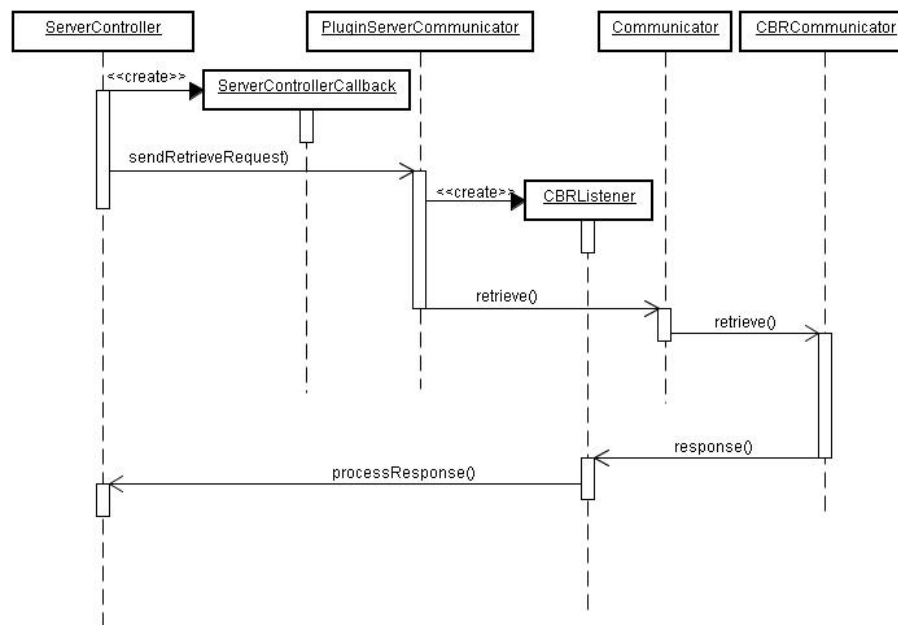 ServerController
PluginServerCommunicator
Communicator
CBRCommunicator
<<create>>
ServerControllerCallback
sendRetrieveRequest)
<<create>>
CBRListener
retrieve()
retrieve()
response()
processResponse()